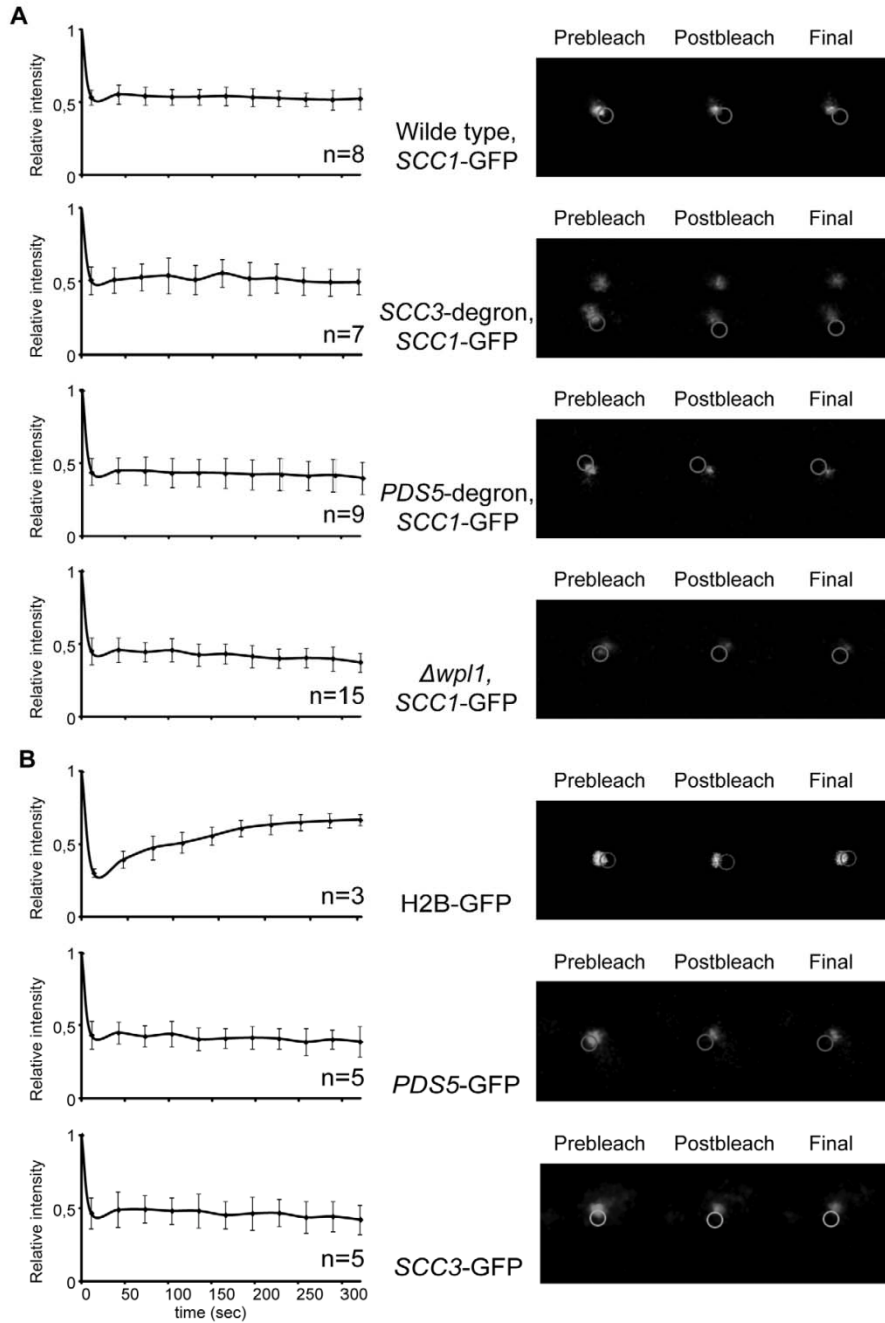 A
Prebleach Postbleach Final
Relative intensity
1
0,5
0
n=8
Wilde type,
SCC1-GFP
Prebleach Postbleach Final
Relative intensity
1
0,5
0
n=7
SCC3-degron,
SCC1-GFP
Prebleach Postbleach Final
Relative intensity
1
0,5
0
n=9
PDS5-degron,
SCC1-GFP
Prebleach Postbleach Final
Relative intensity
1
0,5
0
n=15
Δwpl1,
SCC1-GFP
B
Prebleach Postbleach Final
Relative intensity
1
0,5
0
n=3
H2B-GFP
Prebleach Postbleach Final
Relative intensity
1
0,5
0
n=5
PDS5-GFP
Prebleach Postbleach Final
Relative intensity
1
0,5
0
n=5
SCC3-GFP
0 50 100 150 200 250 300
time (sec)